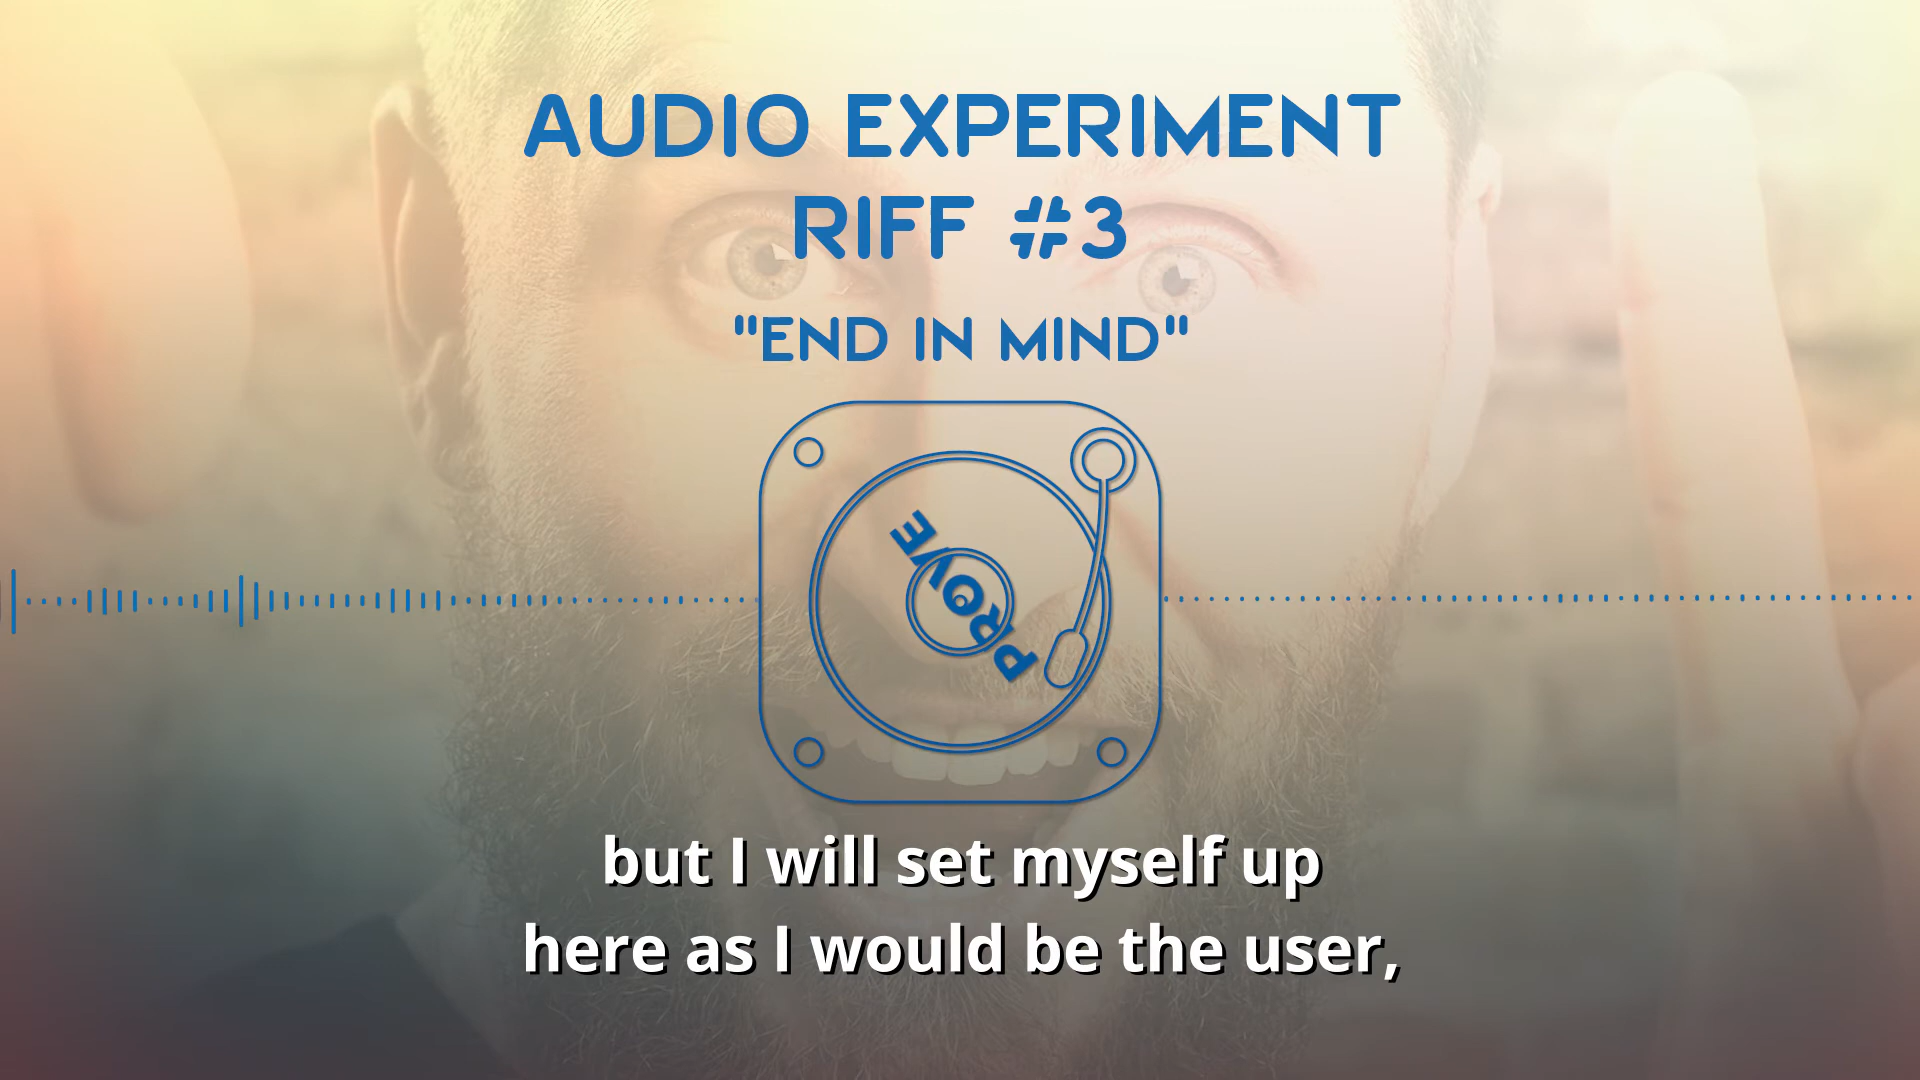 AUDIO EXPERIMENT
RIFF #3
"END IN MIND"
PROVE
but I will set myself up
here as I would be the user,